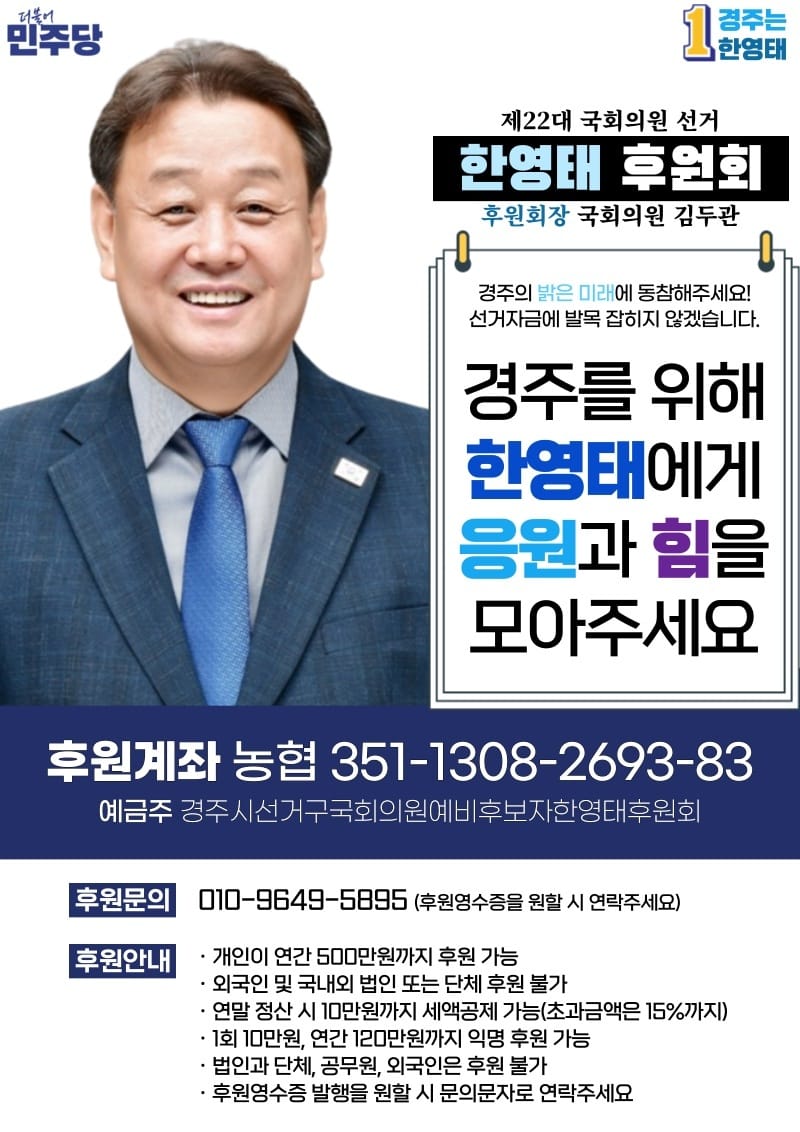 더불어
민주당
1 경주는
한영태
제22대 국회의원 선거
한영태 후원회
후원회장 국회의원 김두관
경주의 밝은 미래에 동참해주세요!
선거자금에 발목 잡히지 않겠습니다.
경주를 위해
한영태에게
응원과 힘을
모아주세요
후원계좌 농협 351-1308-2693-83
예금주 경주시선거구국회의원예비후보자한영태후원회
후원문의 010-9649-5895 (후원영수증을 원할 시 연락주세요)
후원안내 · 개인이 연간 500만원까지 후원 가능
· 외국인 및 국내외 법인 또는 단체 후원 불가
· 연말 정산 시 10만원까지 세액공제 가능(초과금액은 15%까지)
· 1회 10만원, 연간 120만원까지 익명 후원 가능
· 법인과 단체, 공무원, 외국인은 후원 불가
· 후원영수증 발행을 원할 시 문의문자로 연락주세요